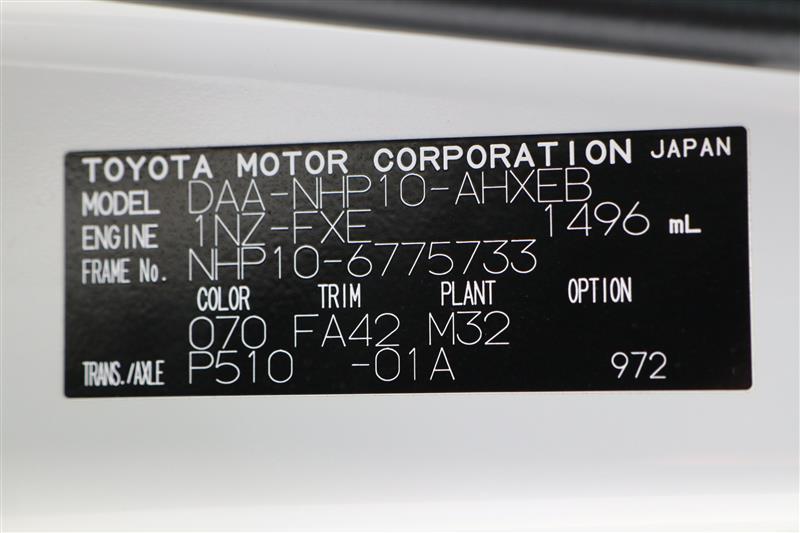 TOYOTA MOTOR CORPORATION JAPAN
MODEL DAA-NHP10-AHXEB
ENGINE 1NZ-FXE 1496 mL
FRAME No. NHP10-6775733
COLOR TRIM PLANT OPTION
070 FA42 M32
TRANS./AXLE P510 -01A 972